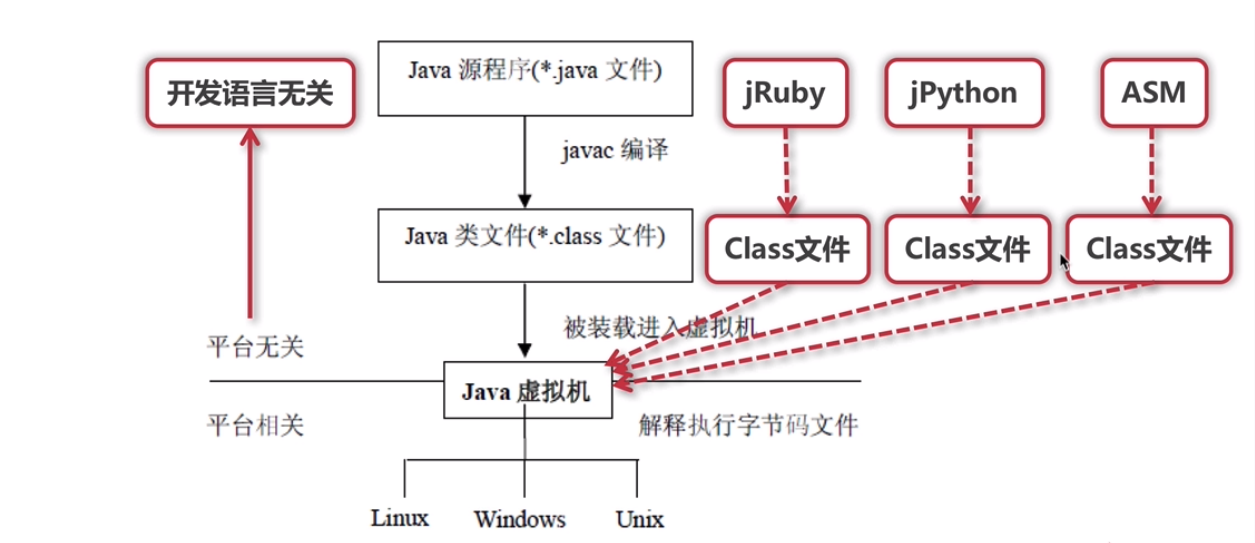 开发语言无关
Java 源程序(*.java 文件)
jRuby
jPython
ASM
javac 编译
Java 类文件(*.class 文件)
Class文件
Class文件
Class文件
被装载进入虚拟机
平台无关
Java 虚拟机
平台相关
解释执行字节码文件
Linux
Windows
Unix